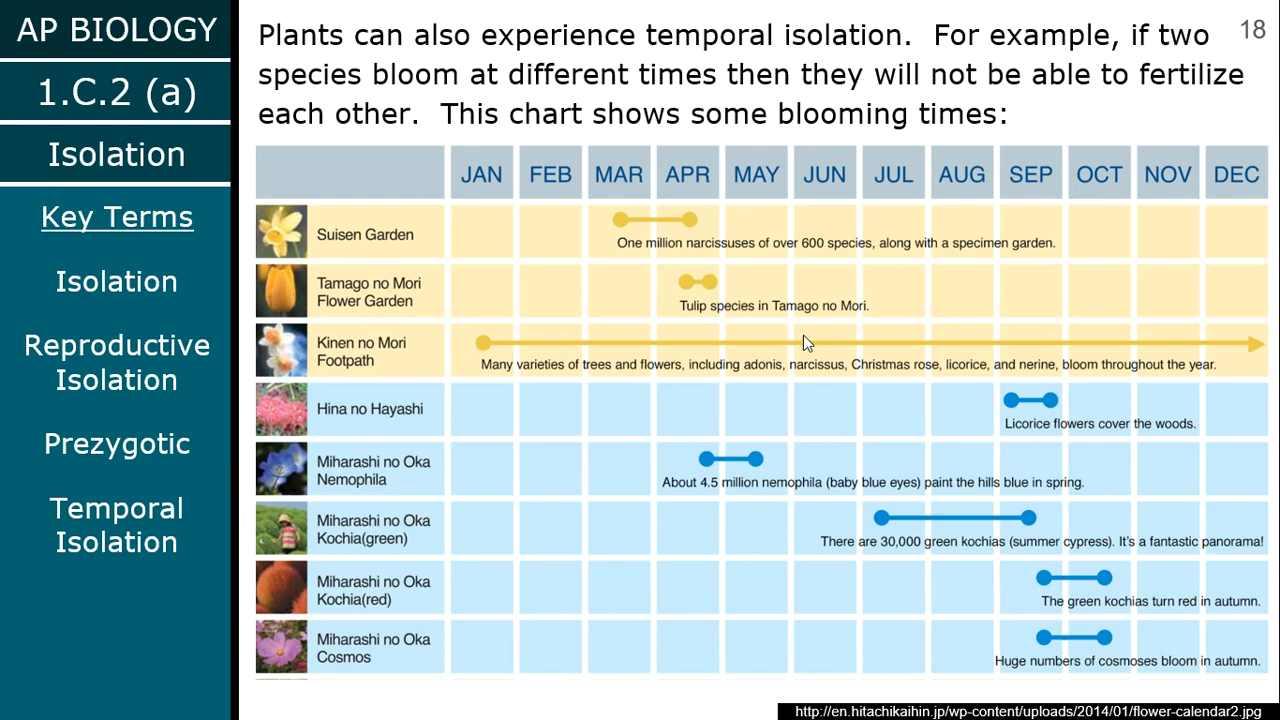 AP BIOLOGY
1.C.2 (a)
Isolation
Key Terms
Isolation
Reproductive
Isolation
Prezygotic
Temporal
Isolation
18
Plants can also experience temporal isolation.  For example, if two
species bloom at different times then they will not be able to fertilize
each other.  This chart shows some blooming times:
JAN FEB MAR APR MAY JUN JUL AUG SEP OCT NOV DEC
Suisen Garden
One million narcissuses of over 600 species, along with a specimen garden.
Tamago no Mori
Flower Garden
Tulip species in Tamago no Mori.
Kinen no Mori
Footpath
Many varieties of trees and flowers, including adonis, narcissus, Christmas rose, licorice, and nerine, bloom throughout the year.
Hina no Hayashi
Licorice flowers cover the woods.
Miharashi no Oka
Nemophila
About 4.5 million nemophila (baby blue eyes) paint the hills blue in spring.
Miharashi no Oka
Kochia(green)
There are 30,000 green kochias (summer cypress). It's a fantastic panorama!
Miharashi no Oka
Kochia(red)
The green kochias turn red in autumn.
Miharashi no Oka
Cosmos
Huge numbers of cosmoses bloom in autumn.
http://en.hitachikaihin.jp/wp-content/uploads/2014/01/flower-calendar2.jpg